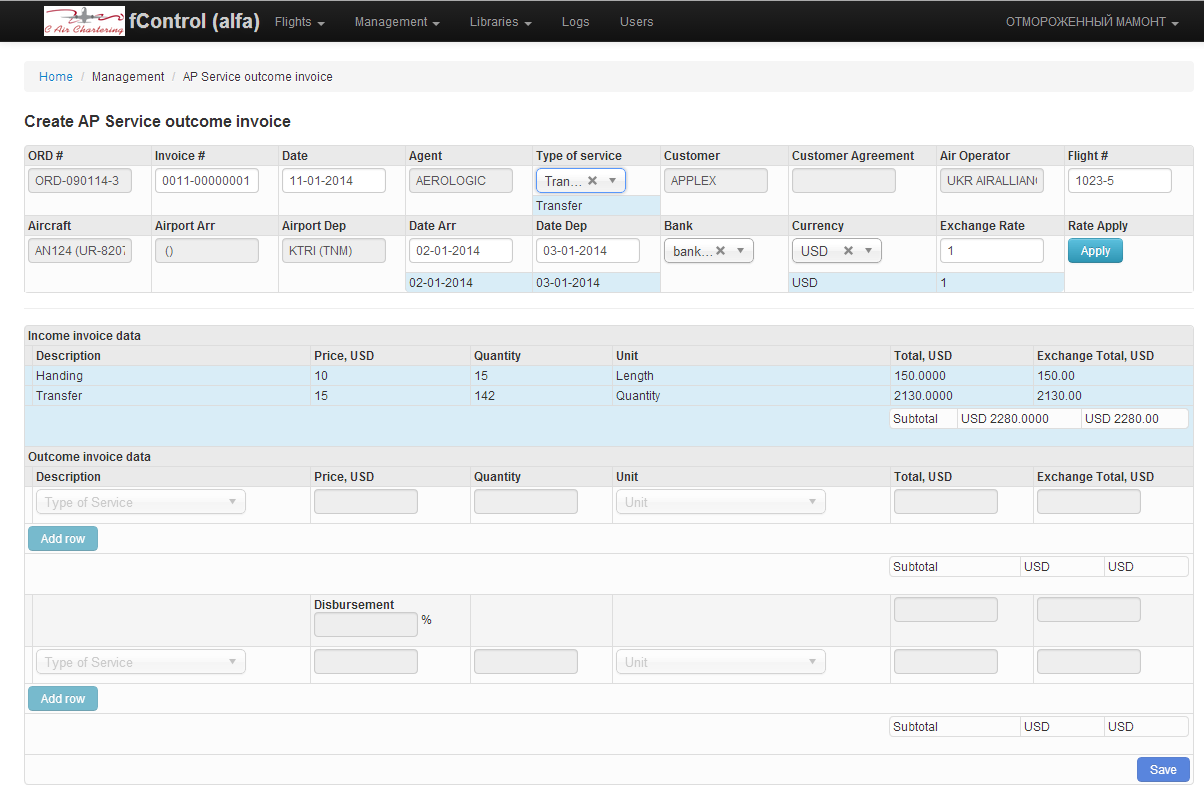 C Air Chartering fControl (alfa) Flights Management Libraries Logs Users ОТМОРОЖЕННЫЙ МАМОНТ
Home / Management / AP Service outcome invoice
Create AP Service outcome invoice
ORD # Invoice # Date Agent Type of service Customer Customer Agreement Air Operator Flight #
ORD-090114-3 0011-00000001 11-01-2014 AEROLOGIC Tran... APPLEX UKR AIRALLIAN 1023-5
Transfer
Aircraft Airport Arr Airport Dep Date Arr Date Dep Bank Currency Exchange Rate Rate Apply
AN124 (UR-8207 () KTRI (TNM) 02-01-2014 03-01-2014 bank... USD 1 Apply
02-01-2014 03-01-2014 USD 1
Income invoice data
Description Price, USD Quantity Unit Total, USD Exchange Total, USD
Handing 10 15 Length 150.0000 150.00
Transfer 15 142 Quantity 2130.0000 2130.00
Subtotal USD 2280.0000 USD 2280.00
Outcome invoice data
Description Price, USD Quantity Unit Total, USD Exchange Total, USD
Type of Service Unit
Add row
Subtotal USD USD
Disbursement
%
Type of Service Unit
Add row
Subtotal USD USD
Save